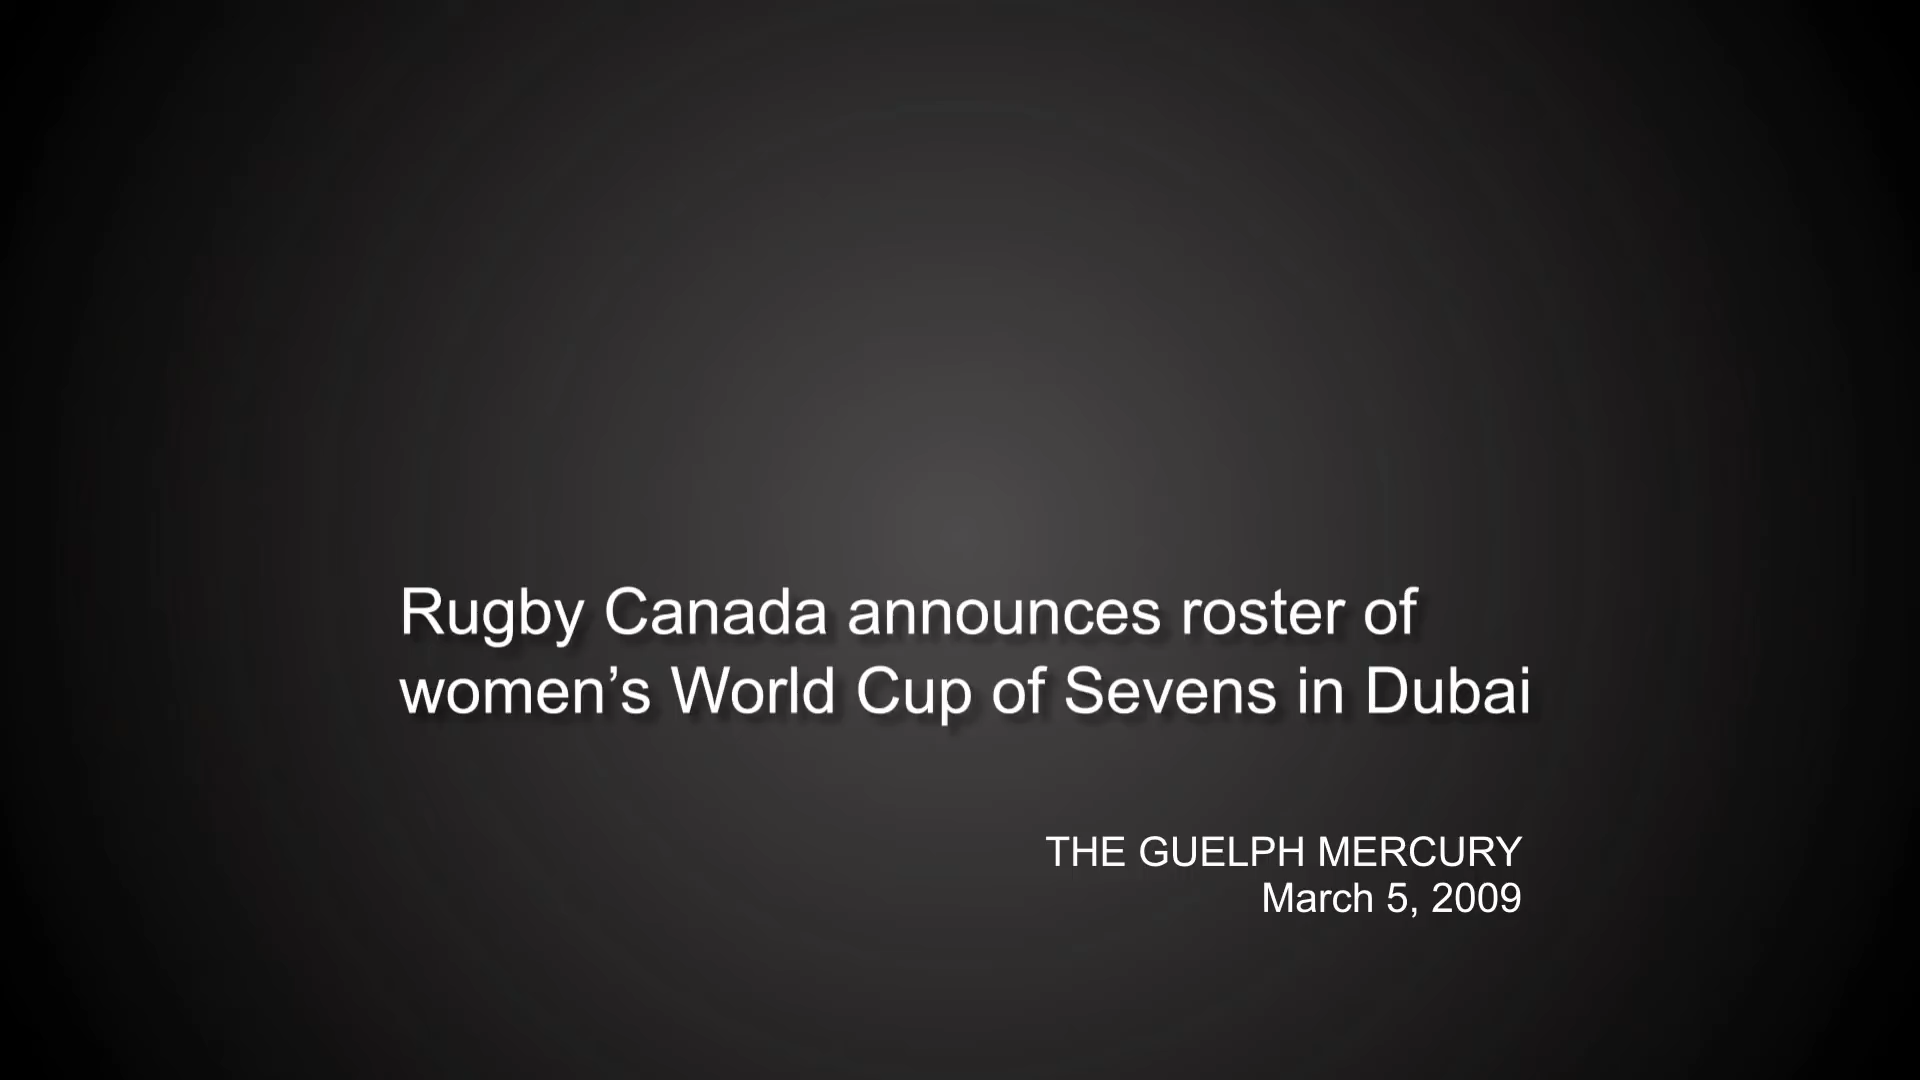 Rugby Canada announces roster of
women’s World Cup of Sevens in Dubai
THE GUELPH MERCURY
March 5, 2009